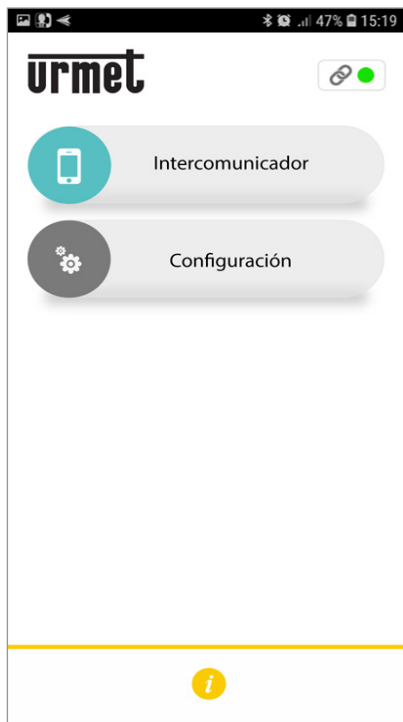 47% 15:19
urmet
Intercomunicador
Configuración
i